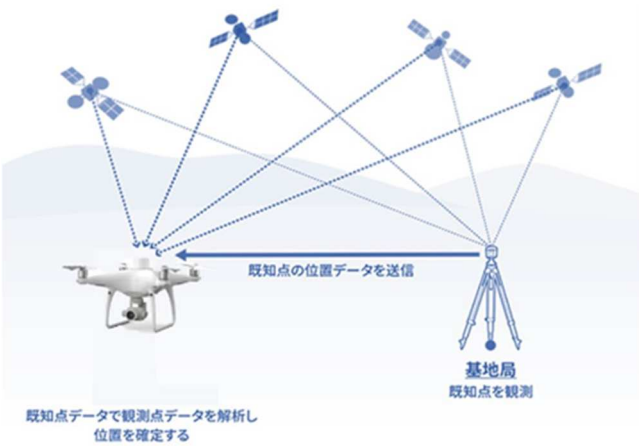 既知点の位置データを送信
基地局
既知点を観測
既知点データで観測点データを解析し
位置を確定する